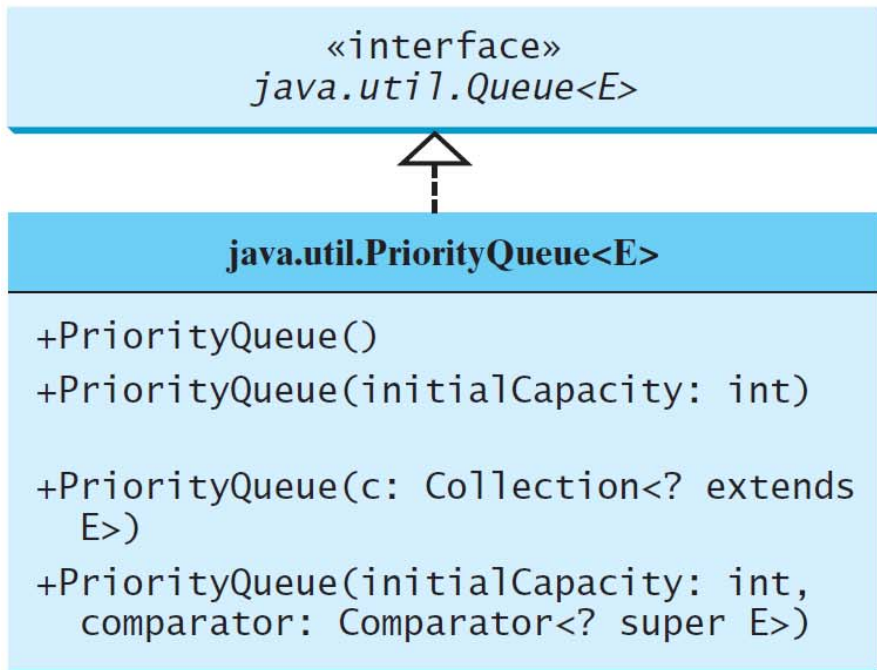 «interface»
java.util.Queue<E>
java.util.PriorityQueue<E>
+PriorityQueue()
+PriorityQueue(initialCapacity: int)
+PriorityQueue(c: Collection<? extends
E>)
+PriorityQueue(initialCapacity: int,
comparator: Comparator<? super E>)